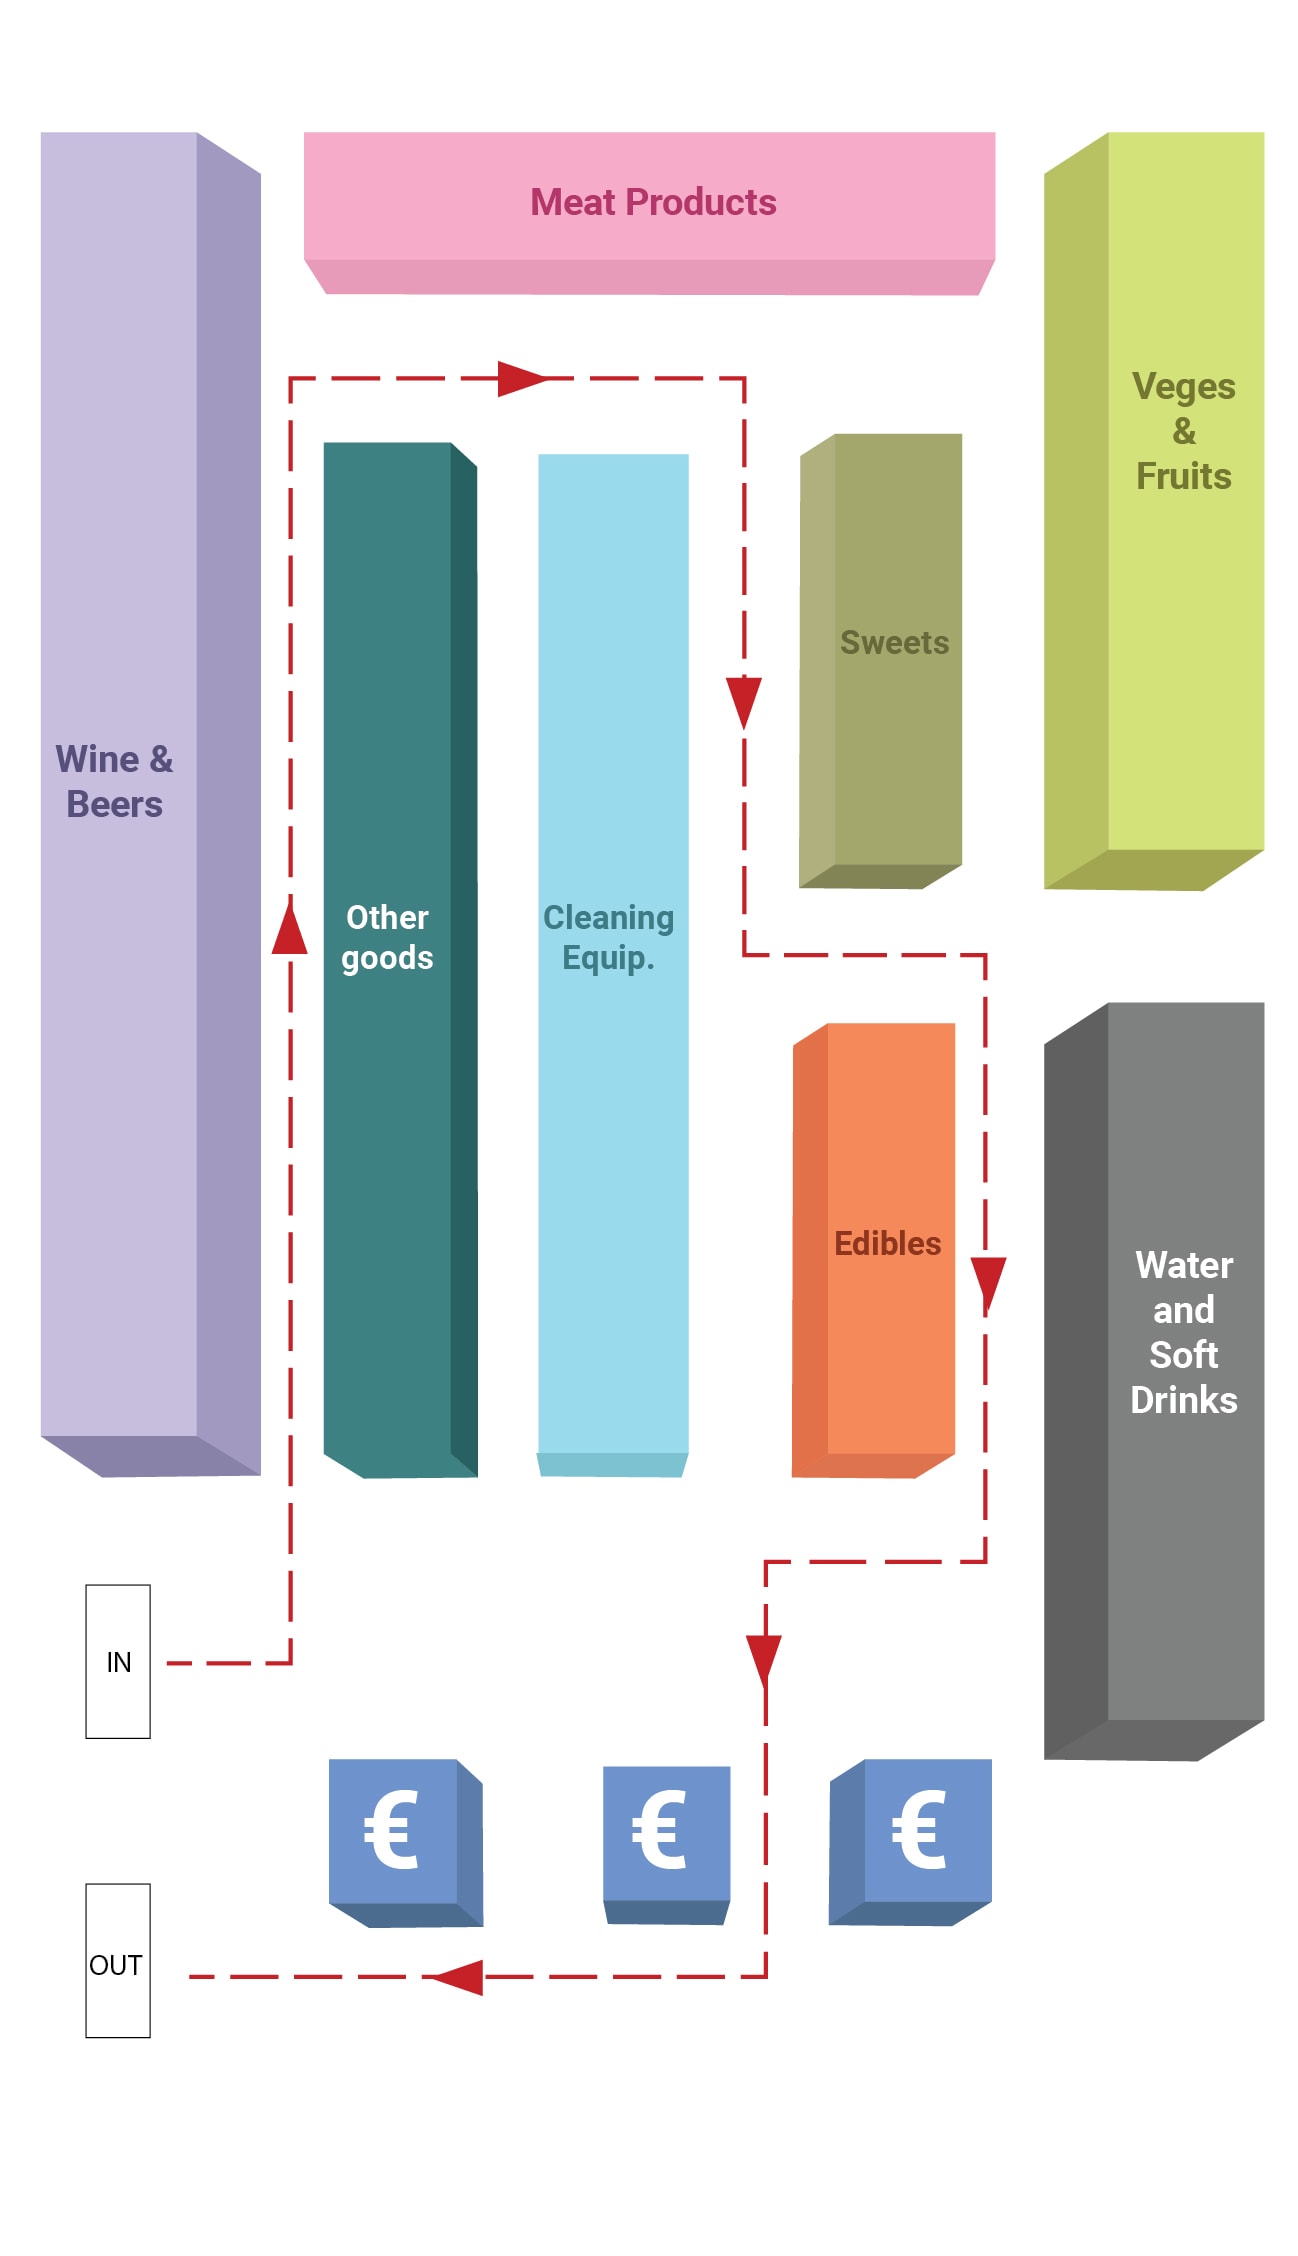 Meat Products
Veges
&
Fruits
Sweets
Wine &
Beers
Other
goods
Cleaning
Equip.
Edibles
Water
and
Soft
Drinks
IN
€
€
€
OUT